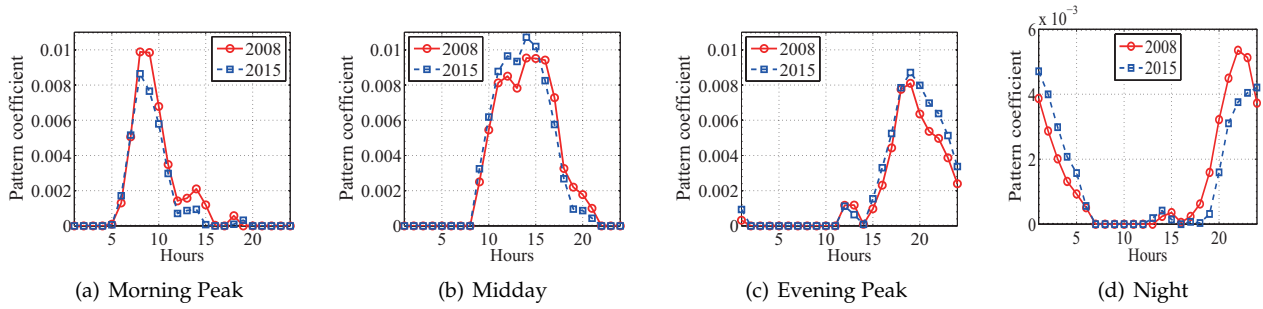 Pattern coefficient
0.01
0.008
0.006
0.004
0.002
0
5 10 15 20
Hours
2008
2015
(a) Morning Peak
Pattern coefficient
0.01
0.008
0.006
0.004
0.002
0
5 10 15 20
Hours
2008
2015
(b) Midday
Pattern coefficient
0.01
0.008
0.006
0.004
0.002
0
5 10 15 20
Hours
2008
2015
(c) Evening Peak
x 10⁻³
Pattern coefficient
6
4
2
0
5 10 15 20
Hours
2008
2015
(d) Night